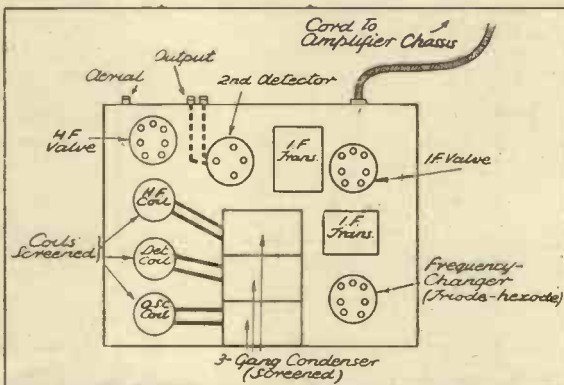 Cord To
Amplifier Chassis
Aerial
Output
2nd detector
HF
Valve
I.F
Trans.
I.F Valve
H.F.
Coil
I.F
Trans.
Coils
Screened
Det.
Coil
Frequency-
Changer
(Triode-hexode)
OSC
Coil
3-Gang Condenser
(Screened)